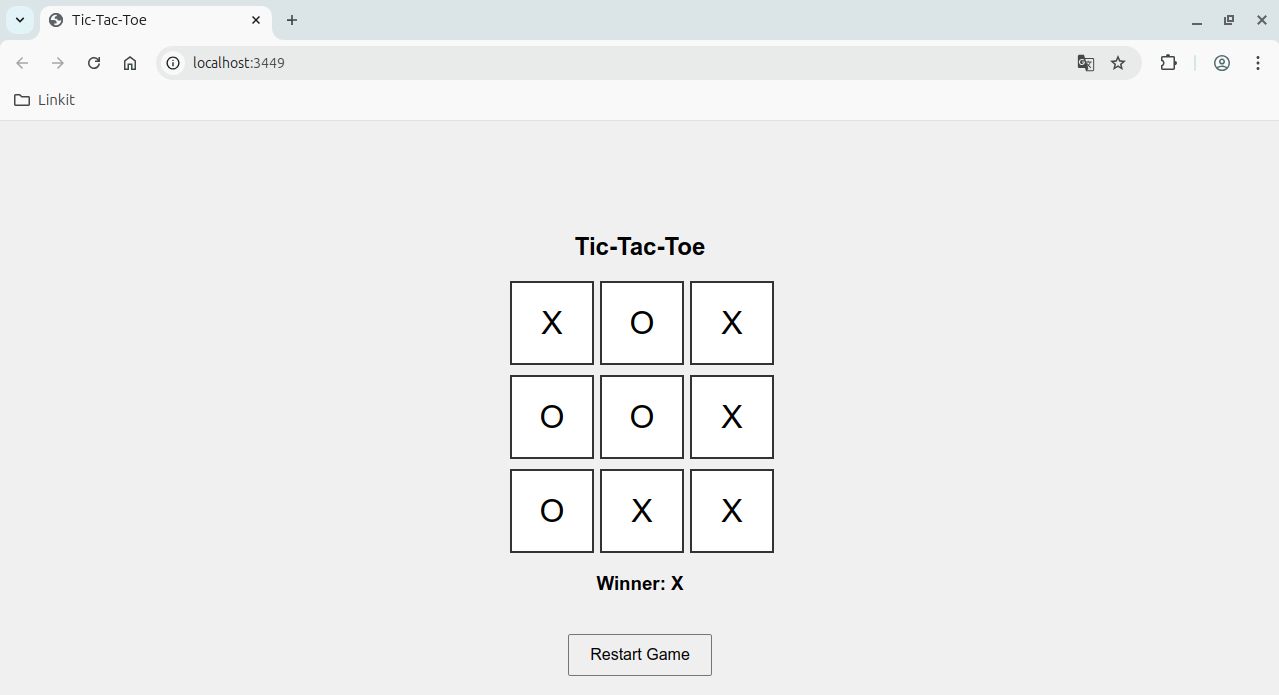 Tic-Tac-Toe
localhost:3449
Linkit
Tic-Tac-Toe
X O X
O O X
O X X
Winner: X
Restart Game